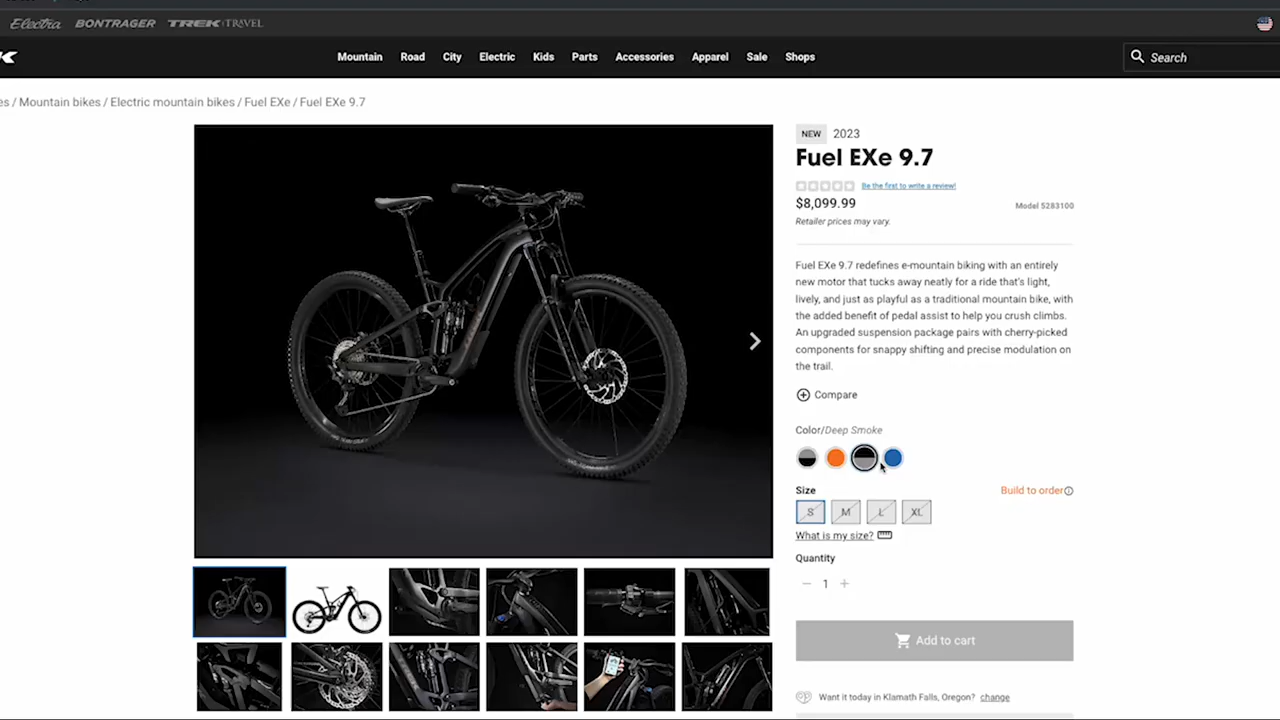 Electra BONTRAGER TREK TRAVEL
Mountain Road City Electric Kids Parts Accessories Apparel Sale Shops
Search
es / Mountain bikes / Electric mountain bikes / Fuel EXe / Fuel EXe 9.7
NEW 2023
Fuel EXe 9.7
Be the first to write a review!
$8,099.99
Model 5283100
Retailer prices may vary.
Fuel EXe 9.7 redefines e-mountain biking with an entirely
new motor that tucks away neatly for a ride that's light,
lively, and just as playful as a traditional mountain bike, with
the added benefit of pedal assist to help you crush climbs.
An upgraded suspension package pairs with cherry-picked
components for snappy shifting and precise modulation on
the trail.
Compare
Color/Deep Smoke
Size
Build to order
S M L XL
What is my size?
Quantity
1
Add to cart
Want it today in Klamath Falls, Oregon? change